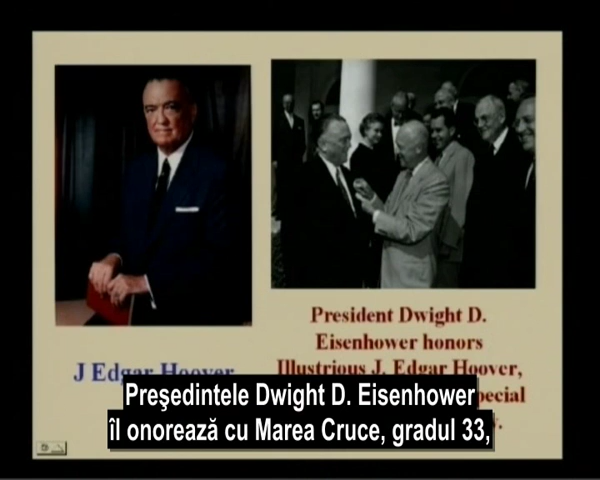 J Edgar Hoover
President Dwight D.
Eisenhower honors
Illustrious J. Edgar Hoover,
pecial
Preşedintele Dwight D. Eisenhower
îl onorează cu Marea Cruce, gradul 33,